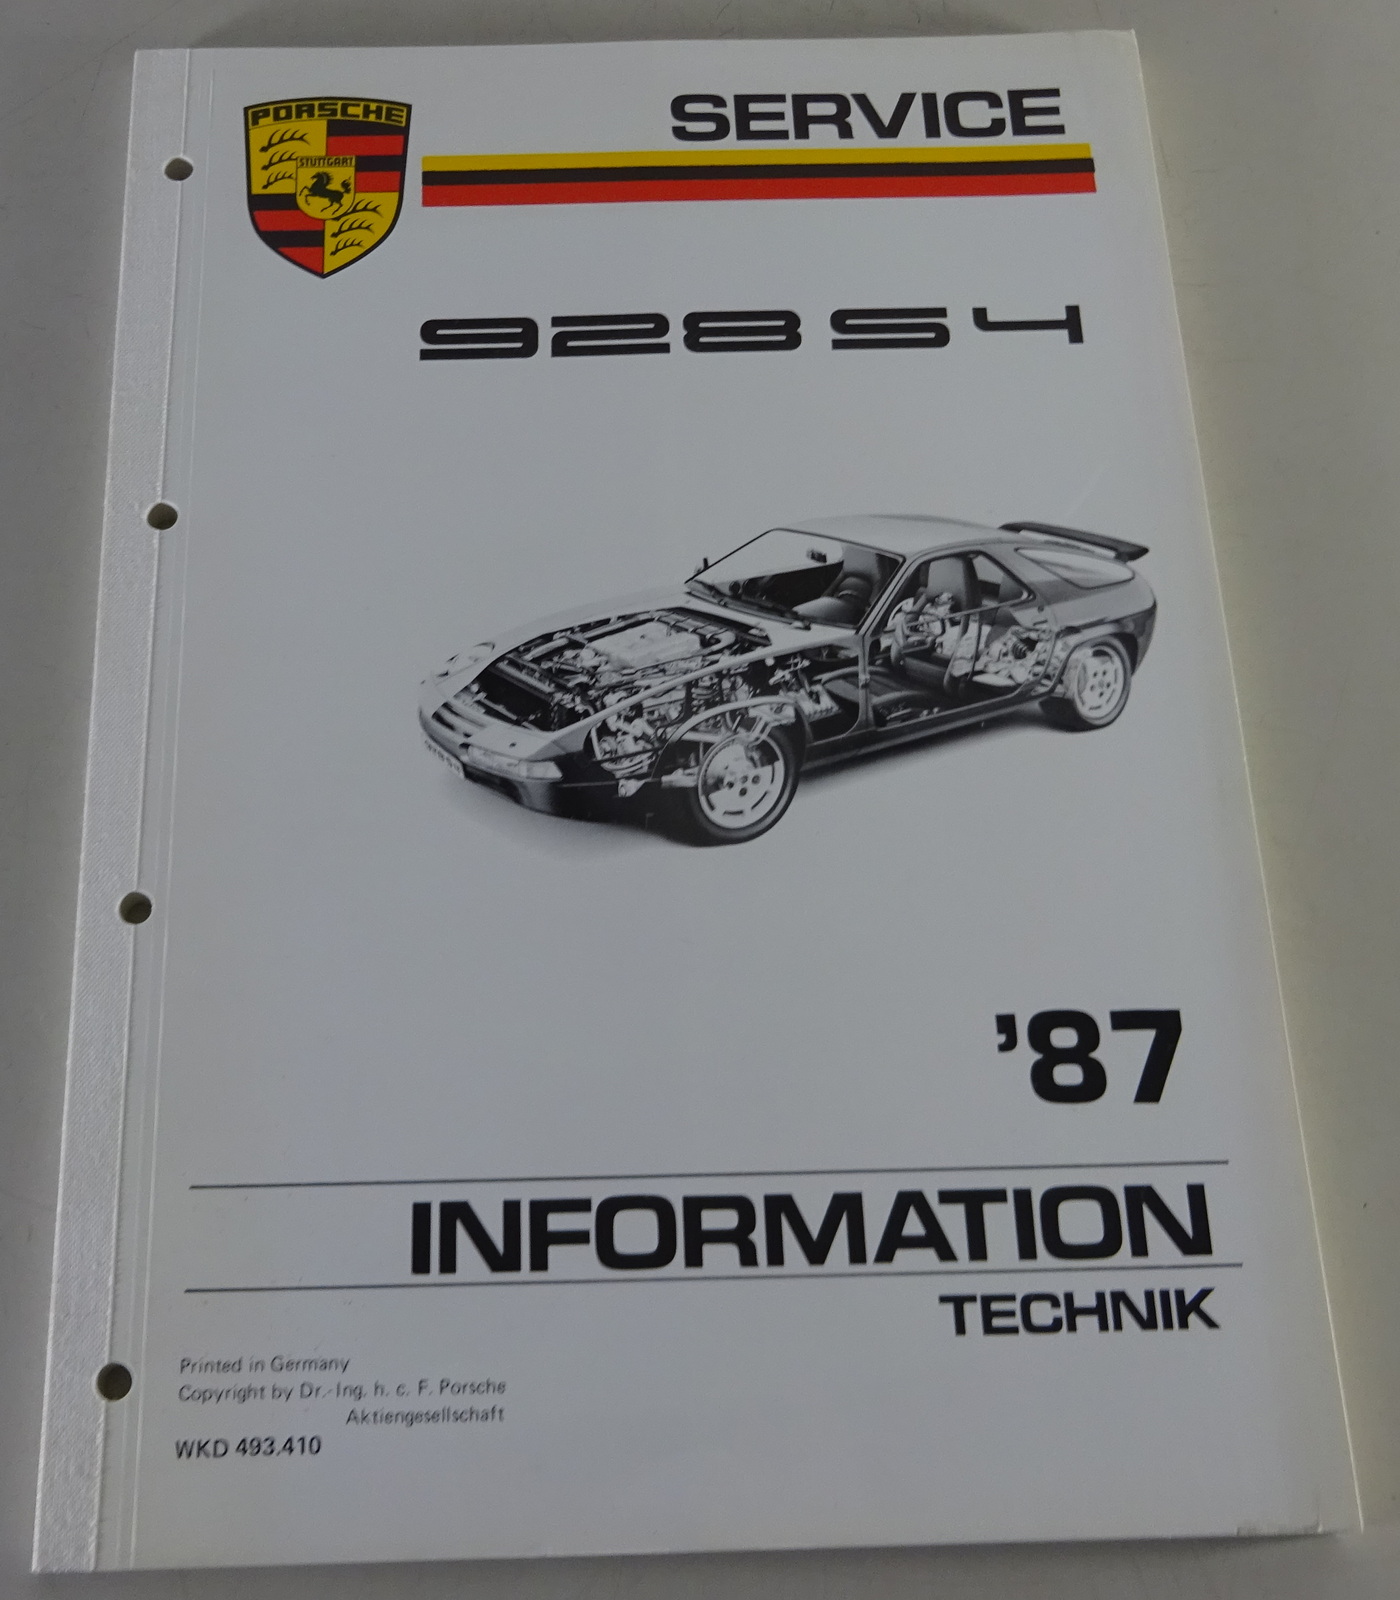 PORSCHE
STUTTGART
SERVICE
928 S4
'87
INFORMATION
TECHNIK
Printed in Germany
Copyright by Dr.-Ing. h. c. F. Porsche
Aktiengesellschaft
WKD 493.410